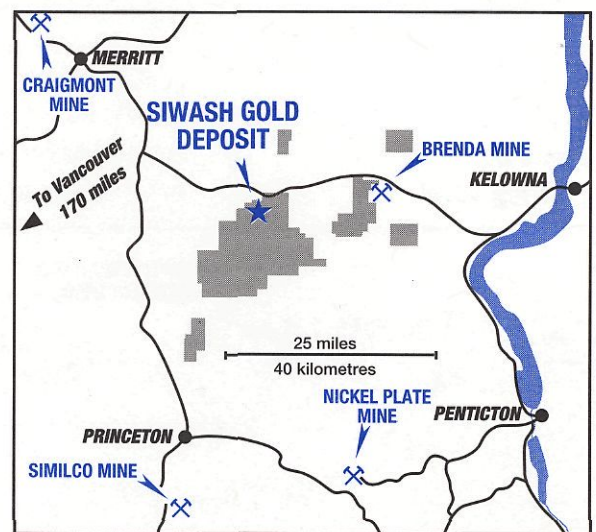 MERRITT
CRAIGMONT
MINE
SIWASH GOLD
DEPOSIT
BRENDA MINE
KELOWNA
To Vancouver
170 miles
25 miles
40 kilometres
NICKEL PLATE
MINE
PENTICTON
PRINCETON
SIMILCO MINE